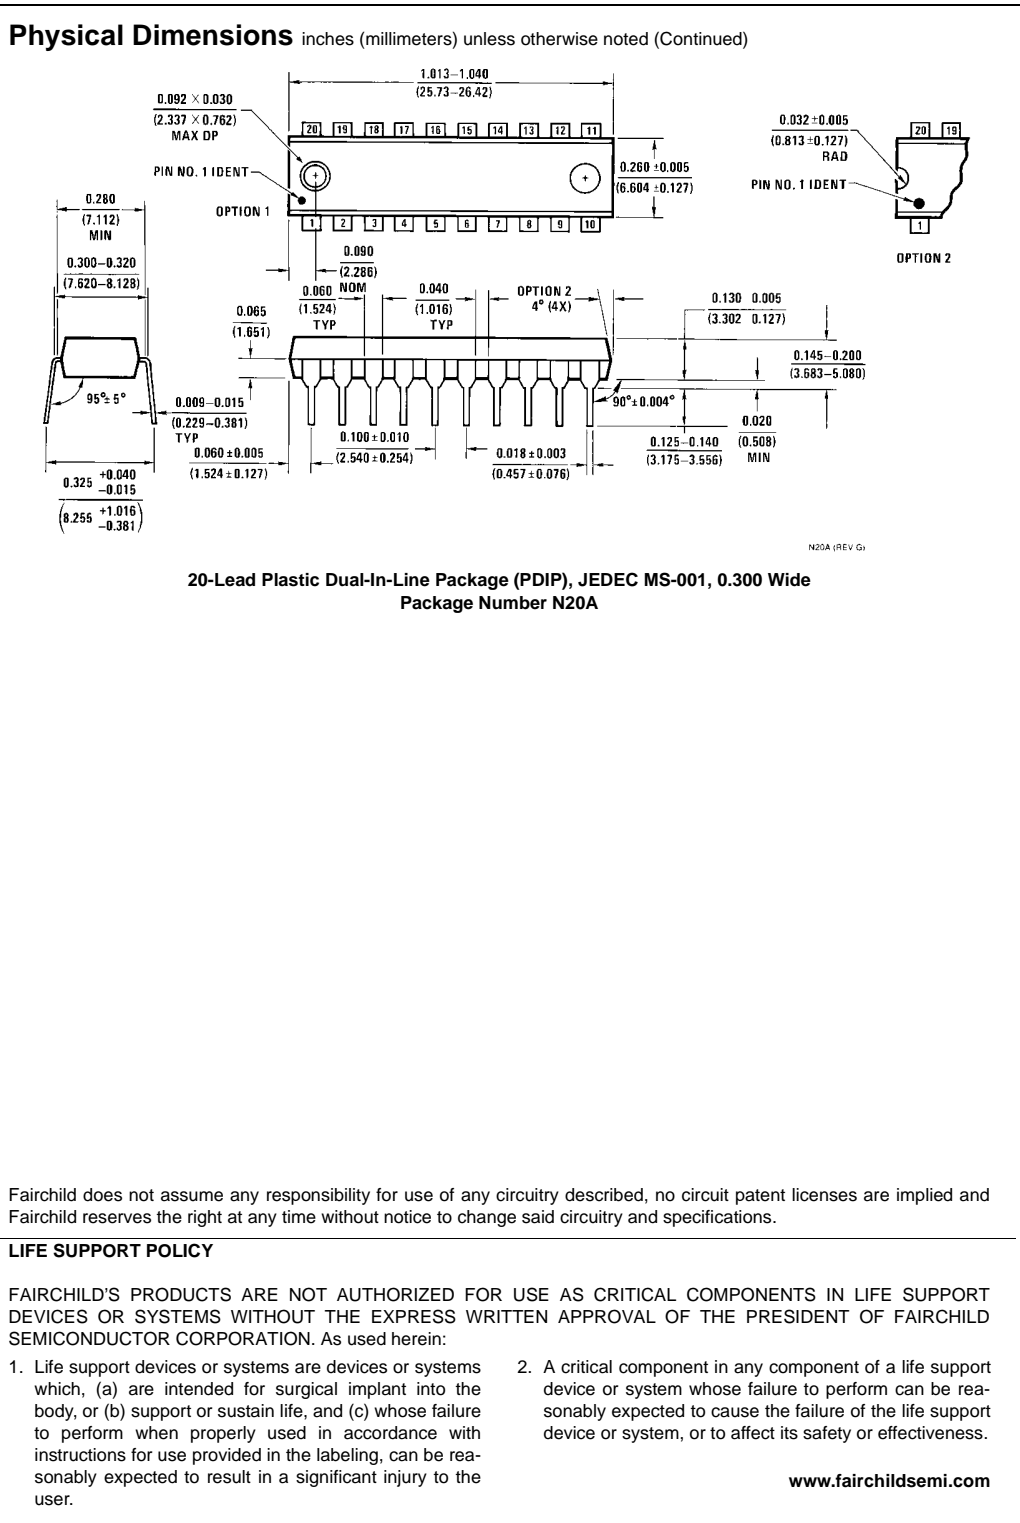 Physical Dimensions inches (millimeters) unless otherwise noted (Continued)
1.013–1.040
(25.73–26.42)
0.092 × 0.030
(2.337 × 0.762)
MAX DP
20 19 18 17 16 15 14 13 12 11
0.032 ±0.005
(0.813 ±0.127)
RAD
20 19
PIN NO. 1 IDENT
0.260 ±0.005
(6.604 ±0.127)
PIN NO. 1 IDENT
OPTION 1
1 2 3 4 5 6 7 8 9 10
1
OPTION 2
0.280
(7.112)
MIN
0.300–0.320
(7.620–8.128)
0.090
(2.286)
NOM
0.060
(1.524)
TYP
0.040
(1.016)
TYP
OPTION 2
4° (4X)
0.130 0.005
(3.302 0.127)
0.065
(1.651)
0.145–0.200
(3.683–5.080)
95°± 5°
0.009–0.015
(0.229–0.381)
TYP
90°±0.004°
0.020
(0.508)
MIN
0.125–0.140
(3.175–3.556)
0.100 ±0.010
(2.540 ±0.254)
0.018 ±0.003
(0.457 ±0.076)
0.060 ±0.005
(1.524 ±0.127)
0.325 +0.040
–0.015
(8.255 +1.016
–0.381)
N20A (REV G)
20-Lead Plastic Dual-In-Line Package (PDIP), JEDEC MS-001, 0.300 Wide
Package Number N20A
Fairchild does not assume any responsibility for use of any circuitry described, no circuit patent licenses are implied and
Fairchild reserves the right at any time without notice to change said circuitry and specifications.
LIFE SUPPORT POLICY
FAIRCHILD'S PRODUCTS ARE NOT AUTHORIZED FOR USE AS CRITICAL COMPONENTS IN LIFE SUPPORT
DEVICES OR SYSTEMS WITHOUT THE EXPRESS WRITTEN APPROVAL OF THE PRESIDENT OF FAIRCHILD
SEMICONDUCTOR CORPORATION. As used herein:
1. Life support devices or systems are devices or systems
which, (a) are intended for surgical implant into the
body, or (b) support or sustain life, and (c) whose failure
to perform when properly used in accordance with
instructions for use provided in the labeling, can be rea-
sonably expected to result in a significant injury to the
user.
2. A critical component in any component of a life support
device or system whose failure to perform can be rea-
sonably expected to cause the failure of the life support
device or system, or to affect its safety or effectiveness.
www.fairchildsemi.com